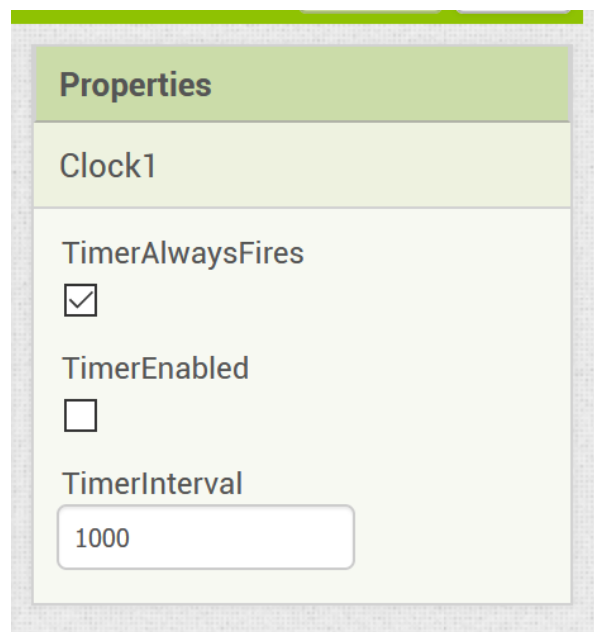 Properties
Clock1
TimerAlwaysFires
TimerEnabled
TimerInterval
1000